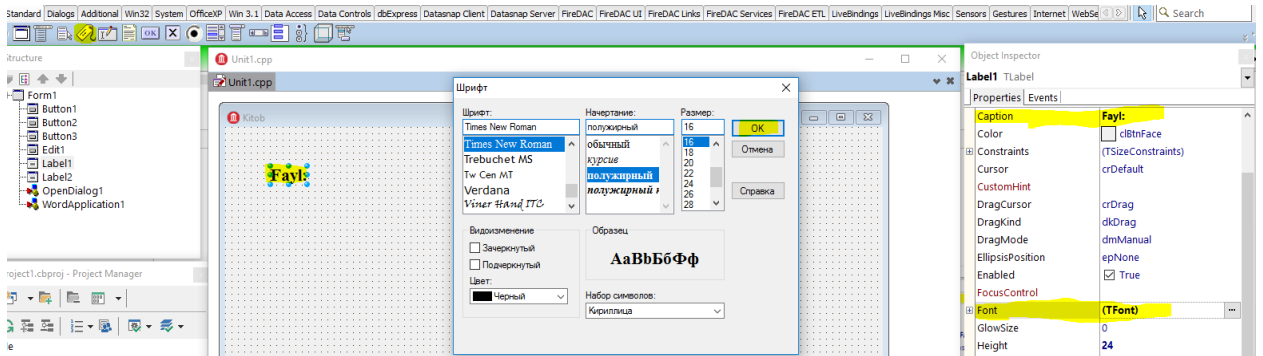 Standard Dialogs Additional Win32 System OfficeXP Win 3.1 Data Access Data Controls dbExpress Datasnap Client Datasnap Server FireDAC FireDAC UI FireDAC Links FireDAC Services FireDAC ETL LiveBindings LiveBindings Misc Sensors Gestures Internet WebSe Search
OK
Structure
Form1
Button1
Button2
Button3
Edit1
Label1
Label2
OpenDialog1
WordApplication1
roject1.cbproj - Project Manager
Unit1.cpp
Unit1.cpp
Kitob
Fayl:
Шрифт
Шрифт:
Times New Roman
Times New Roman
Trebuchet MS
Tw Cen MT
Verdana
Viner Hand ITC
Начертание:
полужирный
обычный
курсив
полужирный
полужирный
Размер:
16
16
18
20
22
24
26
28
OK
Отмена
Справка
Видоизменение
Зачеркнутый
Подчеркнутый
Цвет:
Черный
Образец
АаВbБбФф
Набор символов:
Кириллица
Object Inspector
Label1 TLabel
Properties Events
Caption Fayl:
Color clBtnFace
Constraints (TSizeConstraints)
Cursor crDefault
CustomHint
DragCursor crDrag
DragKind dkDrag
DragMode dmManual
EllipsisPosition epNone
Enabled True
FocusControl
Font (TFont) ...
GlowSize 0
Height 24